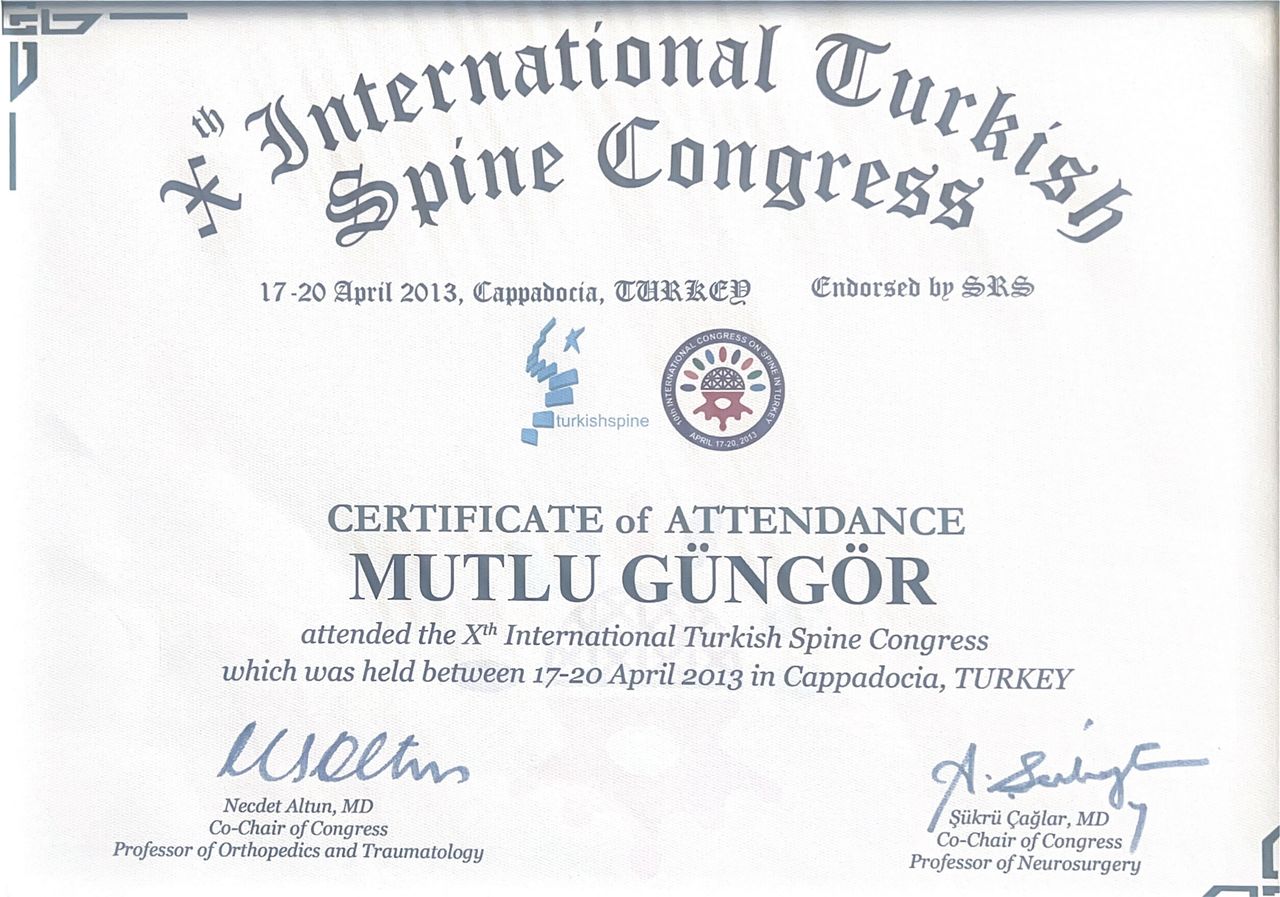 Xth International Turkish
Spine Congress
17-20 April 2013, Cappadocia, TURKEY Endorsed by SRS
turkishspine
10th INTERNATIONAL CONGRESS ON SPINE IN TURKEY
APRIL 17-20, 2013
CERTIFICATE of ATTENDANCE
MUTLU GÜNGÖR
attended the Xth International Turkish Spine Congress
which was held between 17-20 April 2013 in Cappadocia, TURKEY
Necdet Altun, MD
Co-Chair of Congress
Professor of Orthopedics and Traumatology
Şükrü Çağlar, MD
Co-Chair of Congress
Professor of Neurosurgery